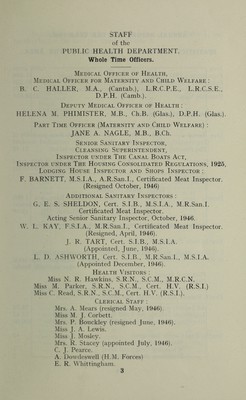 STAFF
of the
PUBLIC HEALTH DEPARTMENT.
Whole Time Officers.
Medical Officer of Health,
Medical Officer for Maternity and Child Welfare :
B. C. HALLER, M.A., (Cantab.), L.R.C.P.E., L.R.C.S.E.,
D.P.H. (Camb.).
Deputy Medical Officer of Health :
HELENA M. PHIMISTER, M.B., Ch.B. (Glas.), D.P.H. (Glas.).
Part Time Officer (Maternity and Child Welfare) :
JANE A. NAGLE, M.B., B.Ch.
Senior Sanitary Inspector,
Cleansing Superintendent,
Inspector under The Canal Boats Act,
Inspector under The Housing Consolidated Regulations, 1925,
Lodging House Inspector and Shops Inspector :
F. BARNETT, M.S.I.A., A.R.San.I., Certificated Meat Inspector.
(Resigned October, 1946)
Additional Sanitary Inspectors :
G. E. S. SHELDON, Cert. S.I.B., M.S.I.A., M.R.San.I.
Certificated Meat Inspector.
Acting Senior Sanitary Inspector, October, 1946.
W. L. KAY, F.S.I.A., M.R.San.I., Certificated Meat Inspector.
(Resigned, April, 1946).
J. R. TART, Cert. S.I.B., M.S.I.A.
(Appointed, June, 1946).
L. D. ASHWORTH, Cert. S.I.B., M.R.San.I., M.S.I.A.
(Appointed December, 1946).
Health Visitors :
Miss N. R. Hawkins, S.R.N., S.C.M., M.R.C.N.
Miss M. Parker, S.R.N., S.C.M., Cert. H.V. (R.S.I.)
Miss C. Read, S.R.N., S.C.M., Cert. H.V. (R.S.I.).
Clerical Staff :
Mrs. A. Mears (resigned May, 1946)
Miss M. J. Corbett.
Mrs. P. Bonckley (resigned June, 1946).
Miss J. A. Lewis.
Miss J. Mosley.
Mrs. R. Stacey (appointed July, 1946).
C. J. Pearce.
A. Dowdeswell (H.M. Forces)
E. R. Whittingham.
3